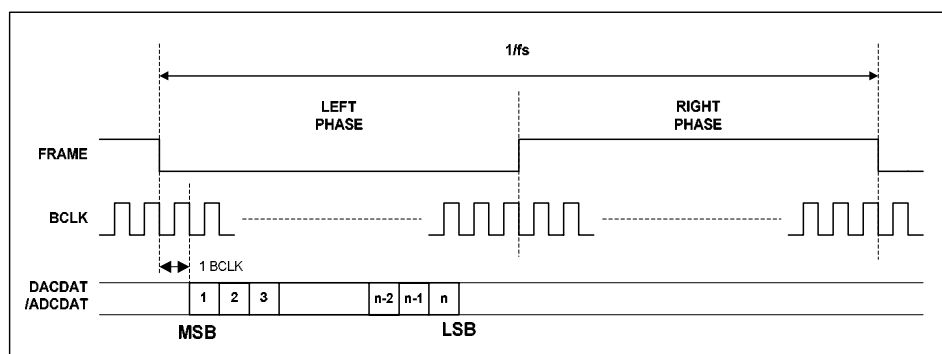 1/fs
LEFT
PHASE
RIGHT
PHASE
FRAME
BCLK
1 BCLK
DACDAT
/ADCDAT
1 2 3 n-2 n-1 n
MSB LSB